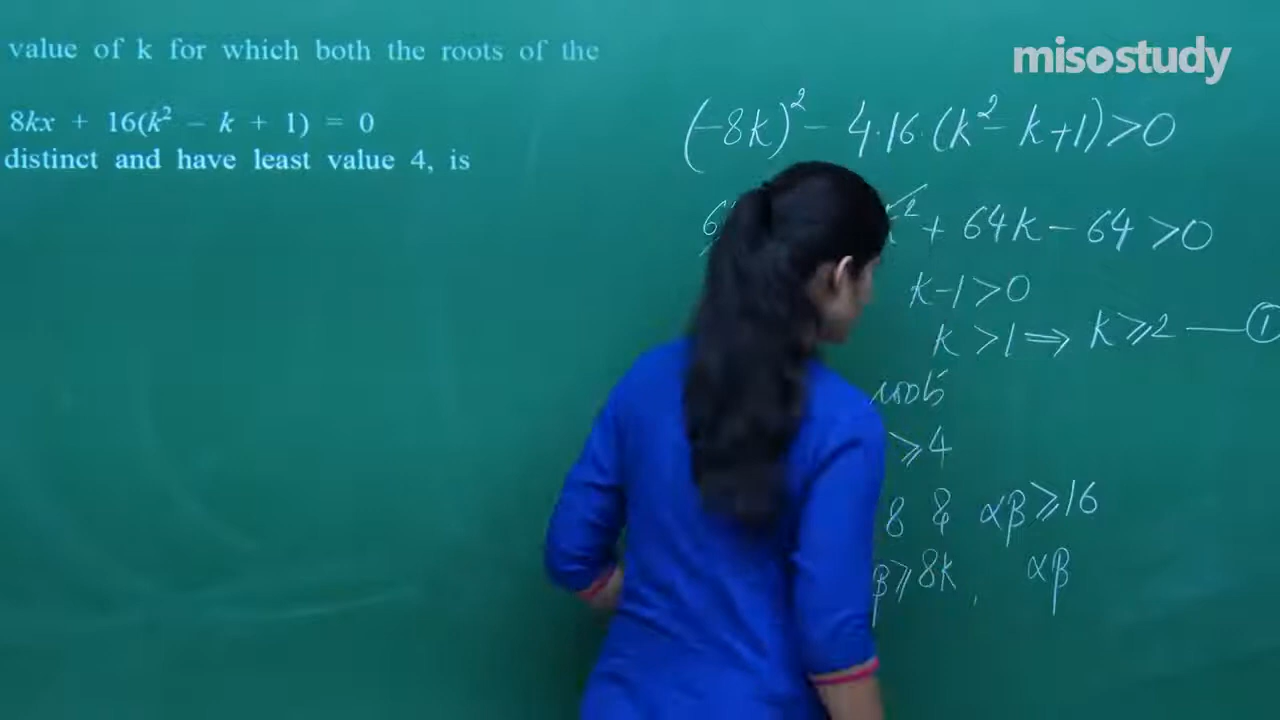 value of k for which both the roots of the
8kx + 16(k² – k + 1) = 0
distinct and have least value 4, is
misostudy
(-8k)² - 4·16·(k² - k+1) > 0
6
² + 64k - 64 > 0
k-1 > 0
k > 1 ⇒ k ⩾ 2 — ①
roots
⩾ 4
8 & αβ ⩾ 16
β ⩾ 8k, αβ